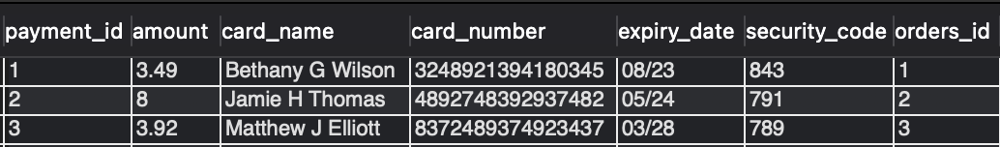 payment_id amount card_name card_number expiry_date security_code orders_id
1 3.49 Bethany G Wilson 3248921394180345 08/23 843 1
2 8 Jamie H Thomas 4892748392937482 05/24 791 2
3 3.92 Matthew J Elliott 8372489374923437 03/28 789 3